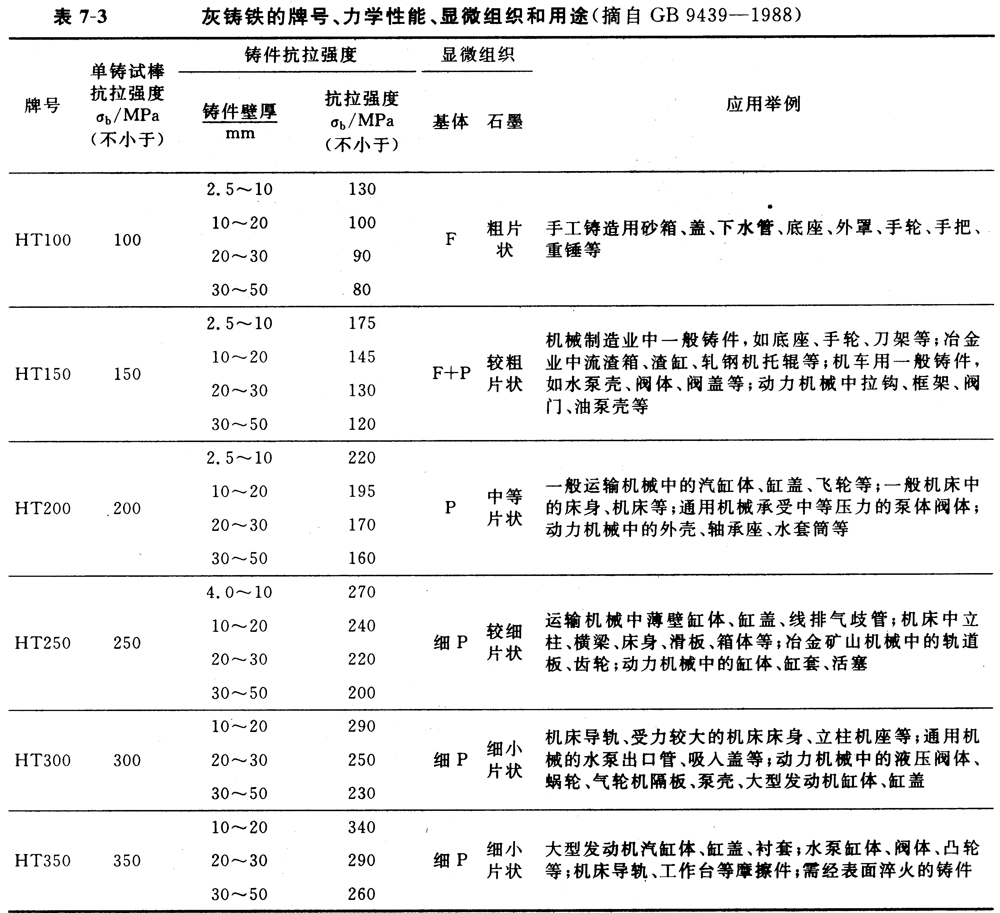 表 7-3 灰铸铁的牌号、力学性能、显微组织和用途(摘自 GB 9439—1988)
铸件抗拉强度 显微组织
牌号
单铸试棒
抗拉强度
σb/MPa
(不小于)
铸件壁厚
mm
抗拉强度
σb/MPa
(不小于)
基体 石墨
应用举例
HT100 100
2.5～10 130
10～20 100
20～30 90
30～50 80
F
粗片
状
手工铸造用砂箱、盖、下水管、底座、外罩、手轮、手把、
重锤等
HT150 150
2.5～10 175
10～20 145
20～30 130
30～50 120
F+P
较粗
片状
机械制造业中一般铸件,如底座、手轮、刀架等;冶金
业中流渣箱、渣缸、轧钢机托辊等;机车用一般铸件,
如水泵壳、阀体、阀盖等;动力机械中拉钩、框架、阀
门、油泵壳等
HT200 200
2.5～10 220
10～20 195
20～30 170
30～50 160
P
中等
片状
一般运输机械中的汽缸体、缸盖、飞轮等;一般机床中
的床身、机床等;通用机械承受中等压力的泵体阀体;
动力机械中的外壳、轴承座、水套筒等
HT250 250
4.0～10 270
10～20 240
20～30 220
30～50 200
细 P
较细
片状
运输机械中薄壁缸体、缸盖、线排气歧管;机床中立
柱、横梁、床身、滑板、箱体等;冶金矿山机械中的轨道
板、齿轮;动力机械中的缸体、缸套、活塞
HT300 300
10～20 290
20～30 250
30～50 230
细 P
细小
片状
机床导轨、受力较大的机床床身、立柱机座等;通用机
械的水泵出口管、吸入盖等;动力机械中的液压阀体、
蜗轮、气轮机隔板、泵壳、大型发动机缸体、缸盖
HT350 350
10～20 340
20～30 290
30～50 260
细 P
细小
片状
大型发动机汽缸体、缸盖、衬套;水泵缸体、阀体、凸轮
等;机床导轨、工作台等摩擦件;需经表面淬火的铸件